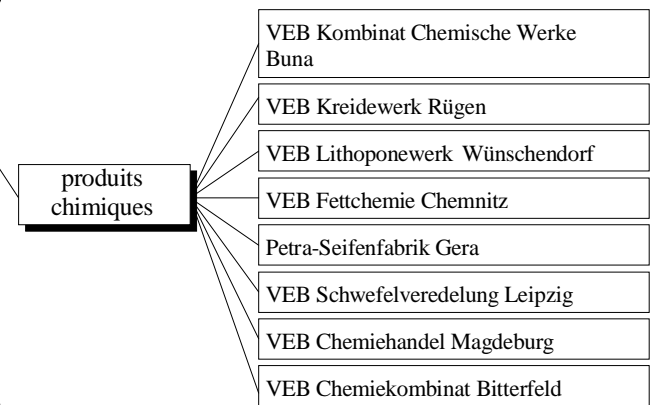 produits
chimiques
VEB Kombinat Chemische Werke
Buna
VEB Kreidewerk Rügen
VEB Lithoponewerk Wünschendorf
VEB Fettchemie Chemnitz
Petra-Seifenfabrik Gera
VEB Schwefelveredelung Leipzig
VEB Chemiehandel Magdeburg
VEB Chemiekombinat Bitterfeld